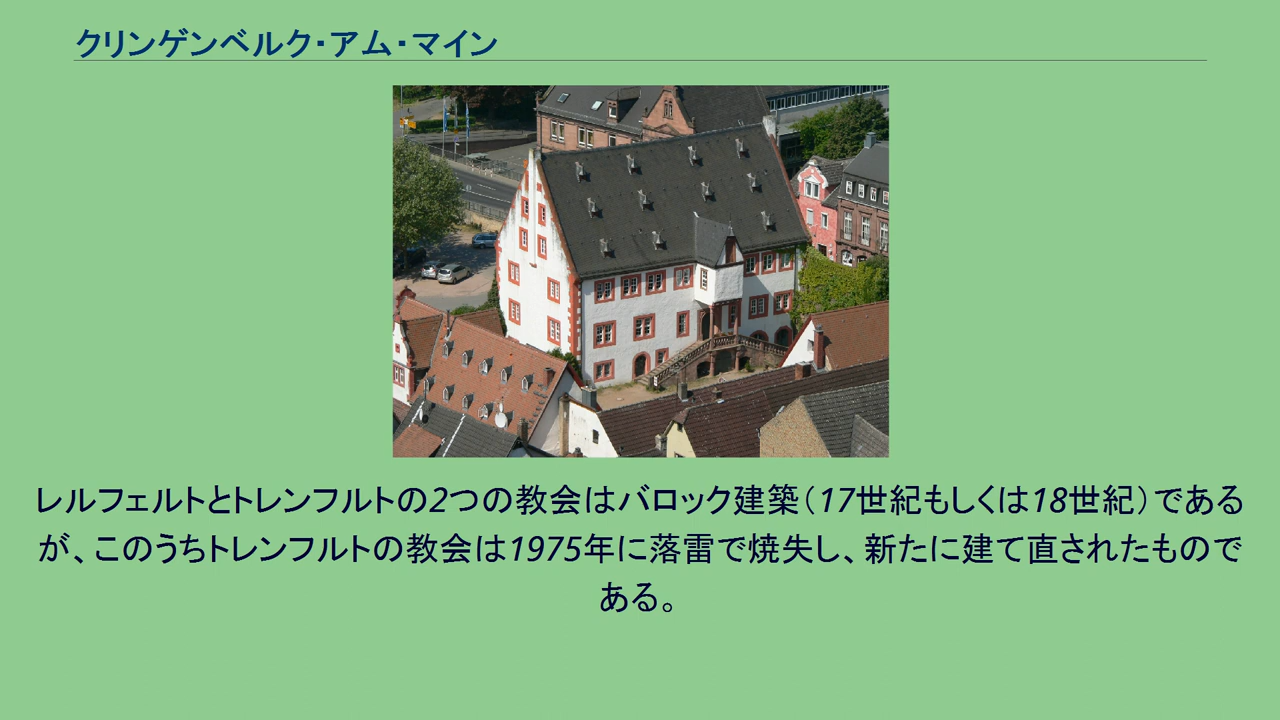 クリンゲンベルク・アム・マイン
レルフェルトとトレンフルトの2つの教会はバロック建築（17世紀もしくは18世紀）である
が、このうちトレンフルトの教会は1975年に落雷で焼失し、新たに建て直されたもので
ある。